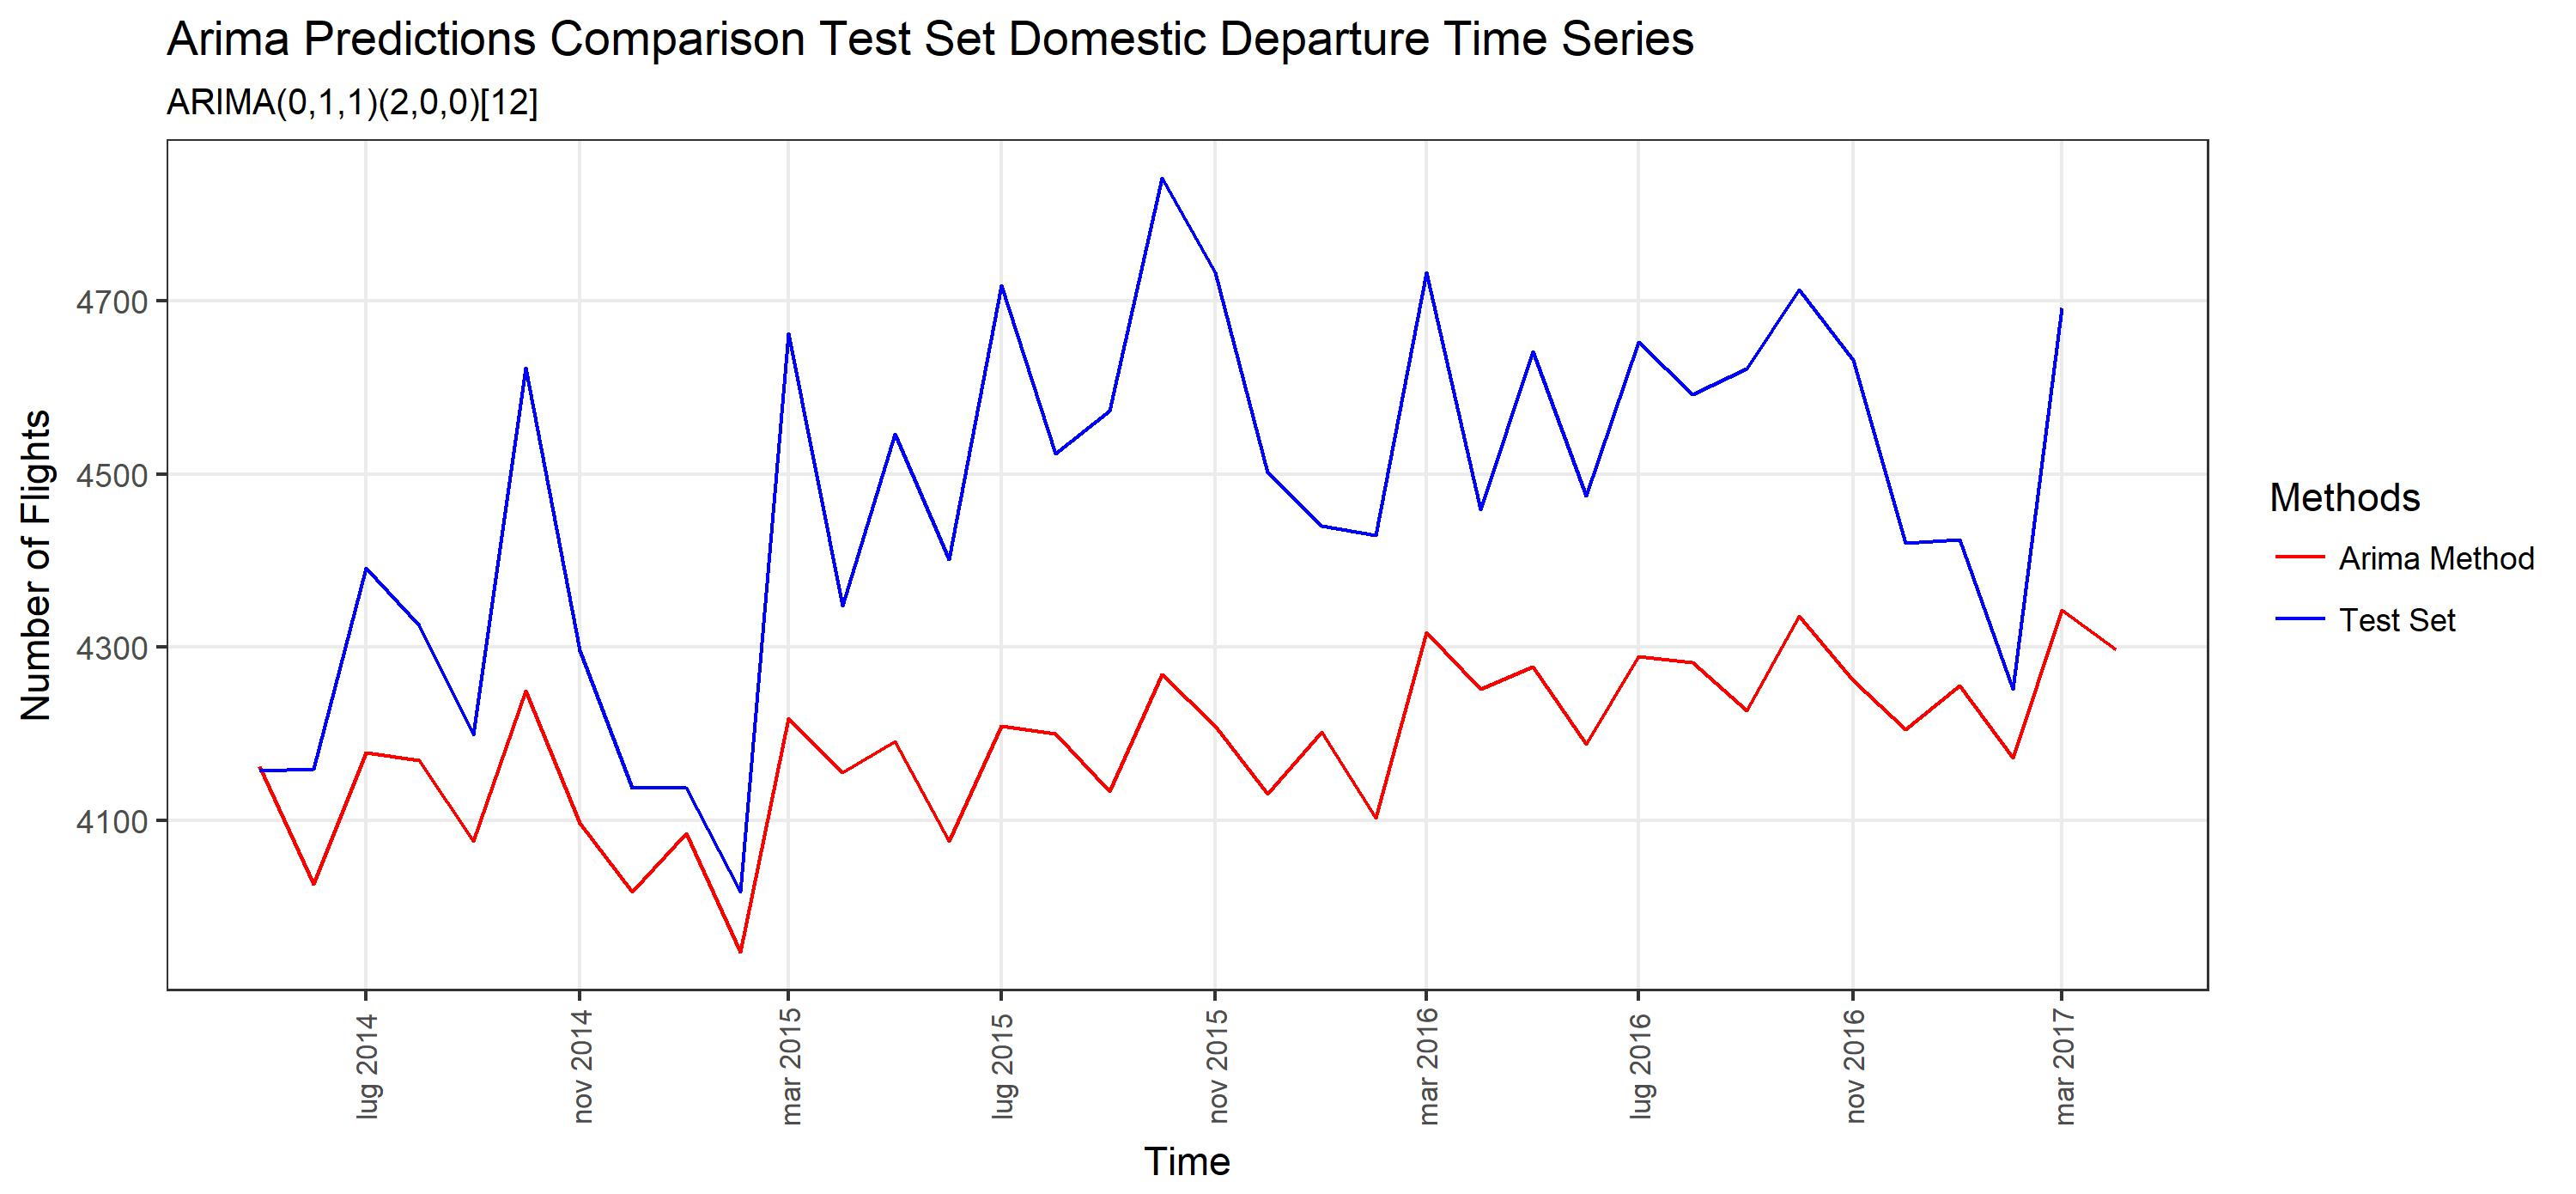 Arima Predictions Comparison Test Set Domestic Departure Time Series
ARIMA(0,1,1)(2,0,0)[12]
Number of Flights
4700
4500
4300
4100
lug 2014
nov 2014
mar 2015
lug 2015
nov 2015
mar 2016
lug 2016
nov 2016
mar 2017
Time
Methods
Arima Method
Test Set